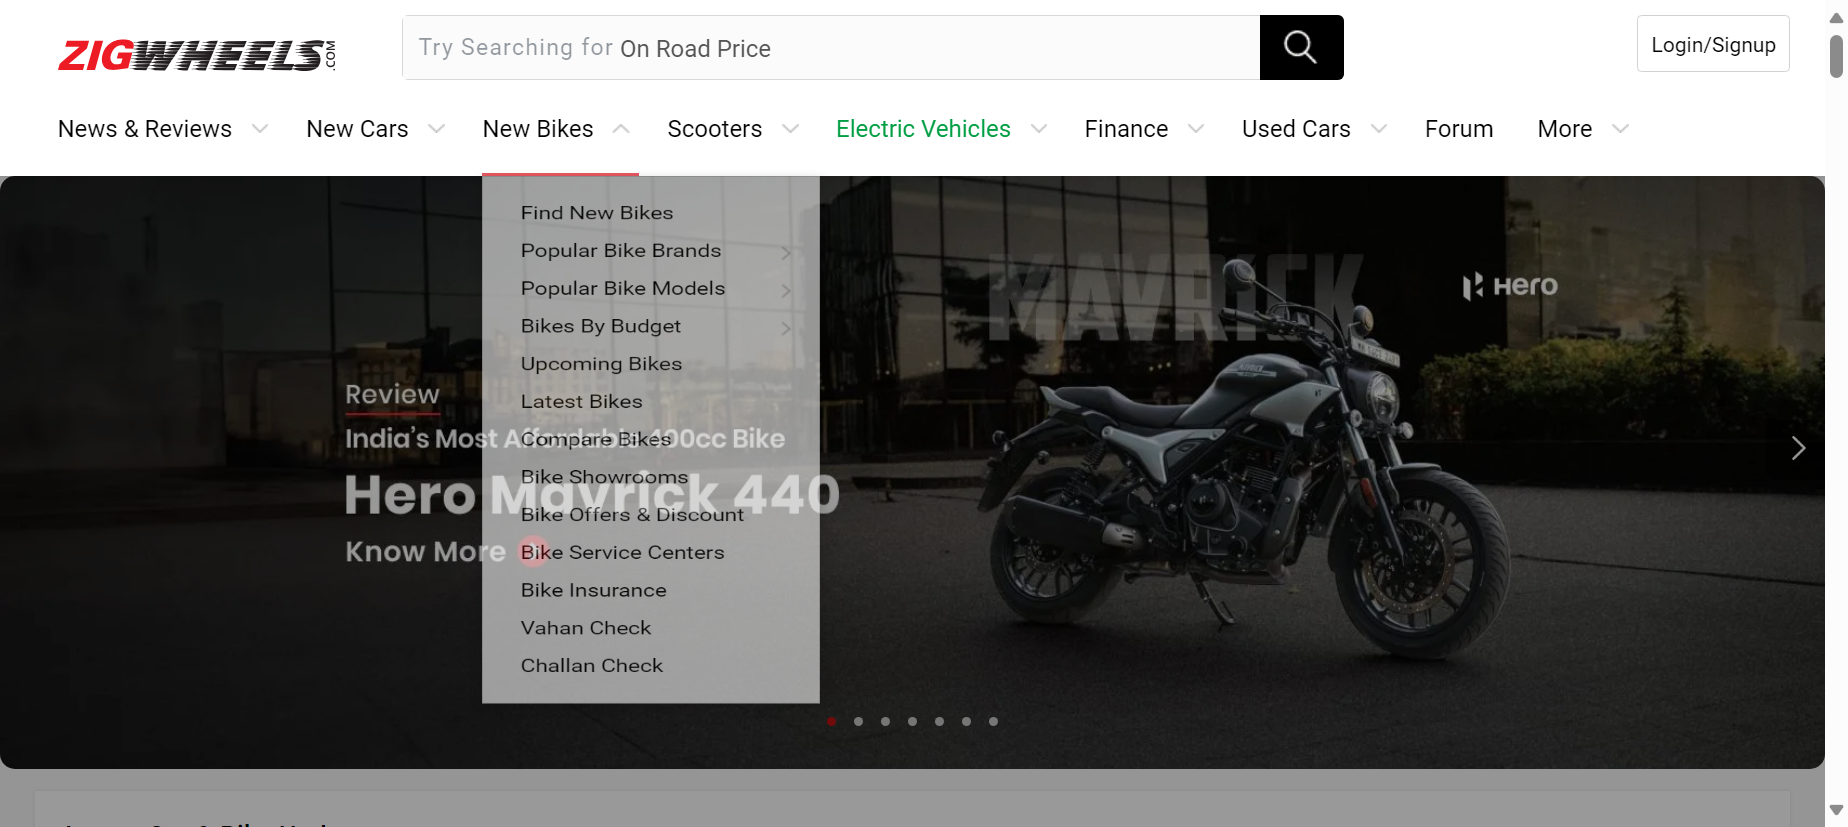 ZIGWHEELS.COM
Try Searching for On Road Price
Login/Signup
News & Reviews
New Cars
New Bikes
Scooters
Electric Vehicles
Finance
Used Cars
Forum
More
Find New Bikes
Popular Bike Brands
Popular Bike Models
Bikes By Budget
Upcoming Bikes
Latest Bikes
Compare Bikes
Bike Showrooms
Bike Offers & Discount
Bike Service Centers
Bike Insurance
Vahan Check
Challan Check
Review
India's Most Affordable 400cc Bike
Hero Mavrick 440
Know More
MAVRICK
Hero